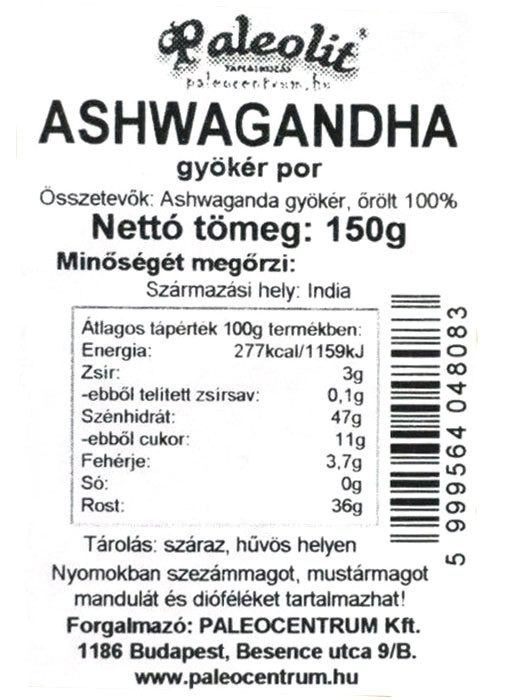 Paleolit®
TÁPLÁLKOZÁS
paleocentrum.hu
ASHWAGANDHA
gyökér por
Összetevők: Ashwaganda gyökér, őrölt 100%
Nettó tömeg: 150g
Minőségét megőrzi:
Származási hely: India
Átlagos tápérték 100g termékben:
Energia: 277kcal/1159kJ
Zsír: 3g
-ebből telített zsírsav: 0,1g
Szénhidrát: 47g
-ebből cukor: 11g
Fehérje: 3,7g
Só: 0g
Rost: 36g
5 999564 048083
Tárolás: száraz, hűvös helyen
Nyomokban szezámmagot, mustármagot
mandulát és dióféléket tartalmazhat!
Forgalmazó: PALEOCENTRUM Kft.
1186 Budapest, Besence utca 9/B.
www.paleocentrum.hu